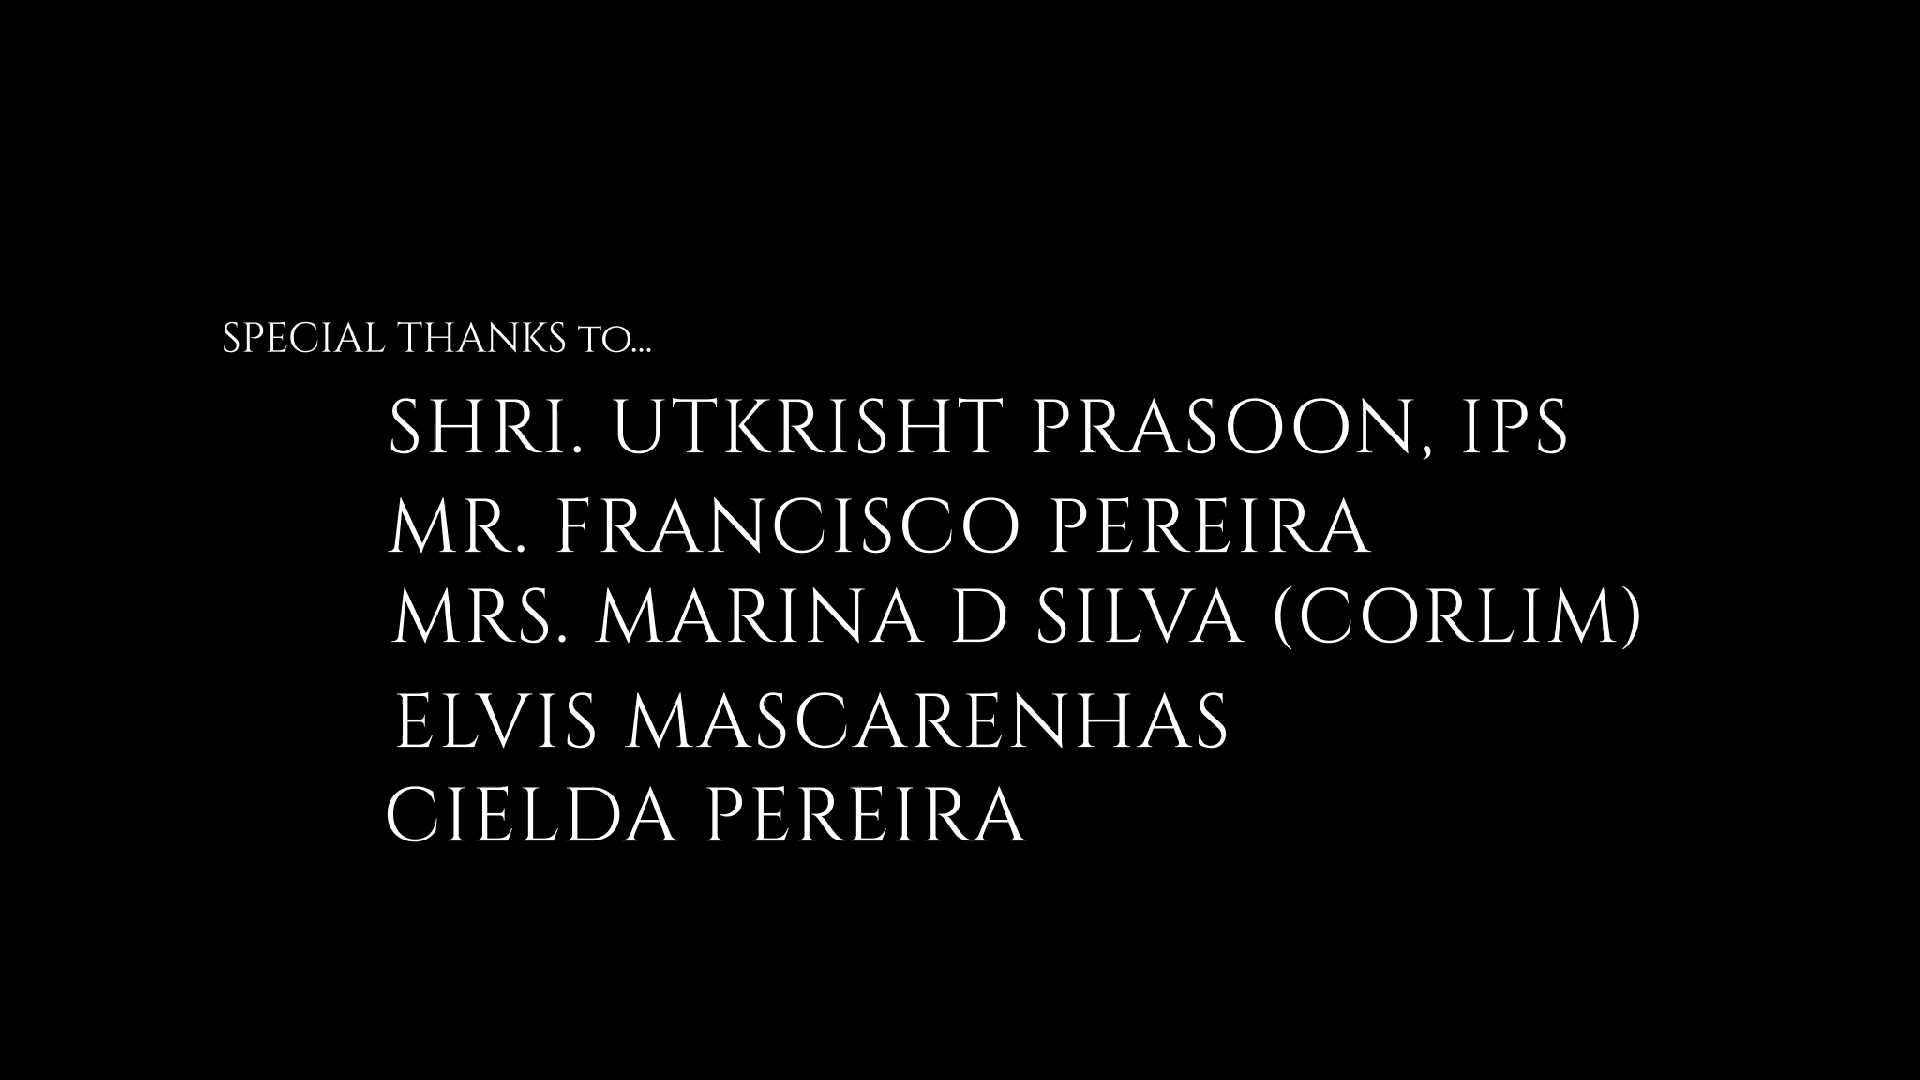 SPECIAL THANKS TO...
SHRI. UTKRISHT PRASOON, IPS
MR. FRANCISCO PEREIRA
MRS. MARINA D SILVA (CORLIM)
ELVIS MASCARENHAS
CIELDA PEREIRA